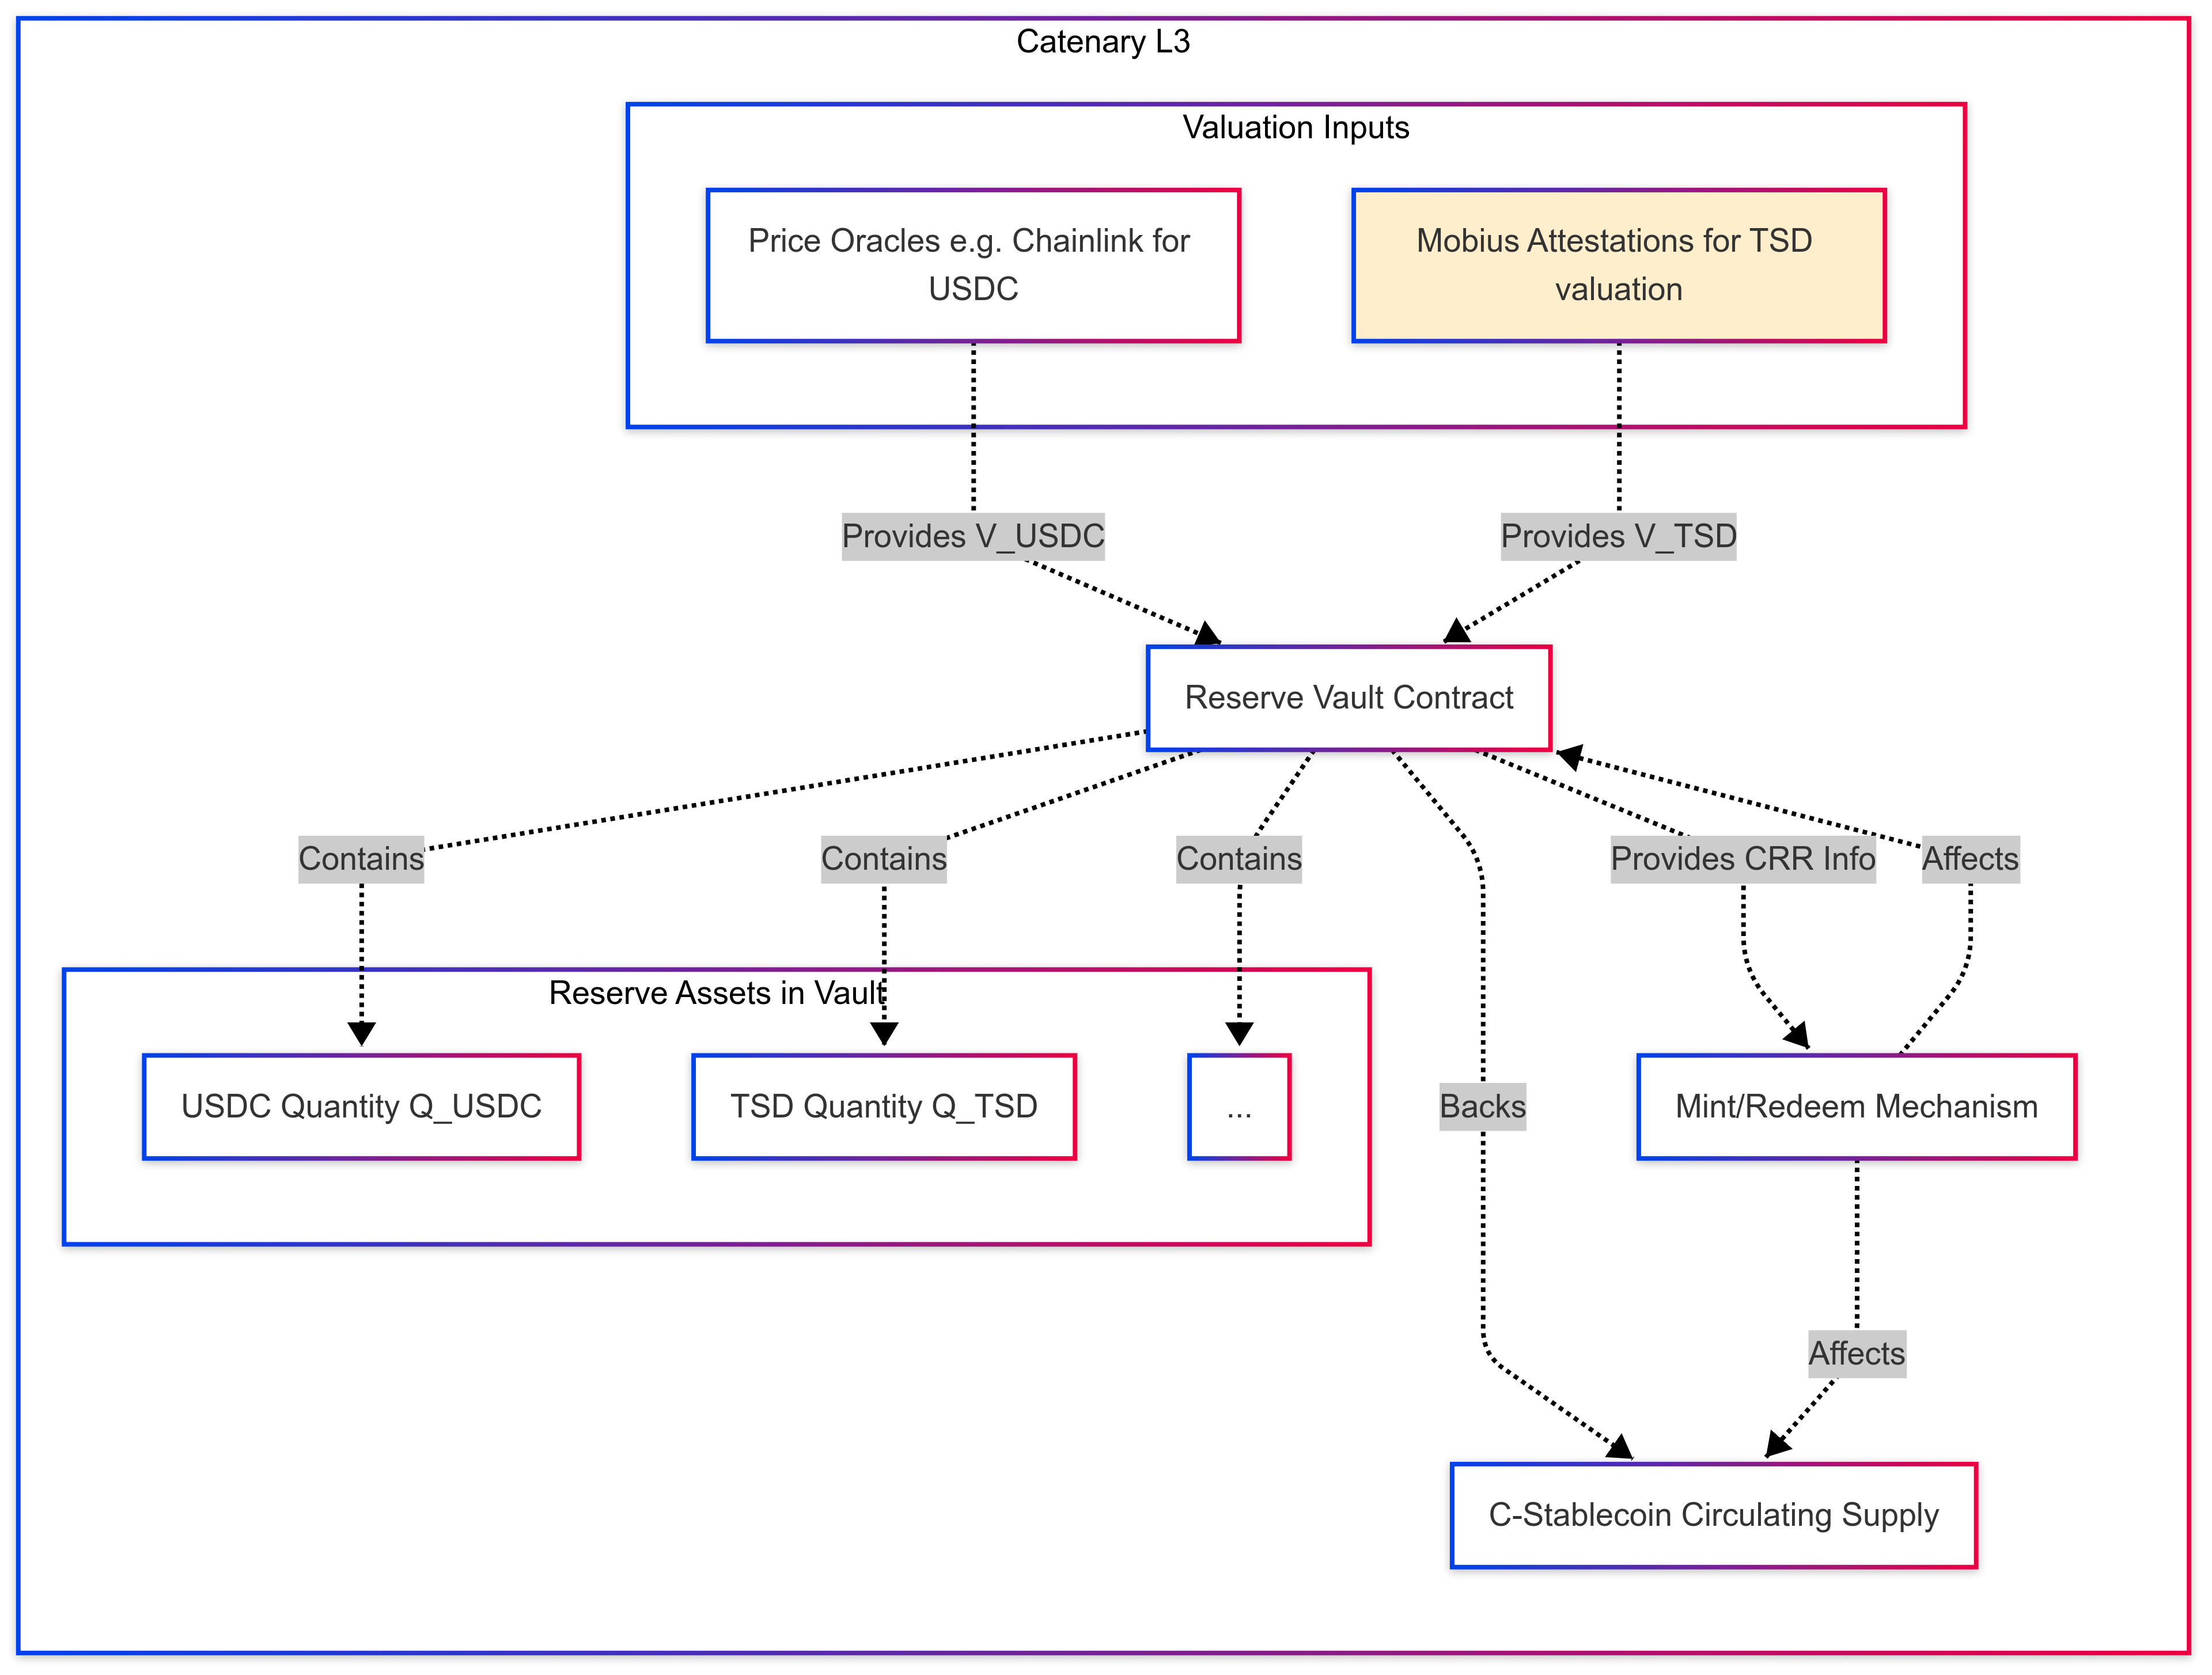 Catenary L3
Valuation Inputs
Price Oracles e.g. Chainlink for
USDC
Mobius Attestations for TSD
valuation
Provides V_USDC
Provides V_TSD
Reserve Vault Contract
Contains
Contains
Contains
Provides CRR Info
Affects
Reserve Assets in Vault
USDC Quantity Q_USDC
TSD Quantity Q_TSD
...
Backs
Mint/Redeem Mechanism
Affects
C-Stablecoin Circulating Supply